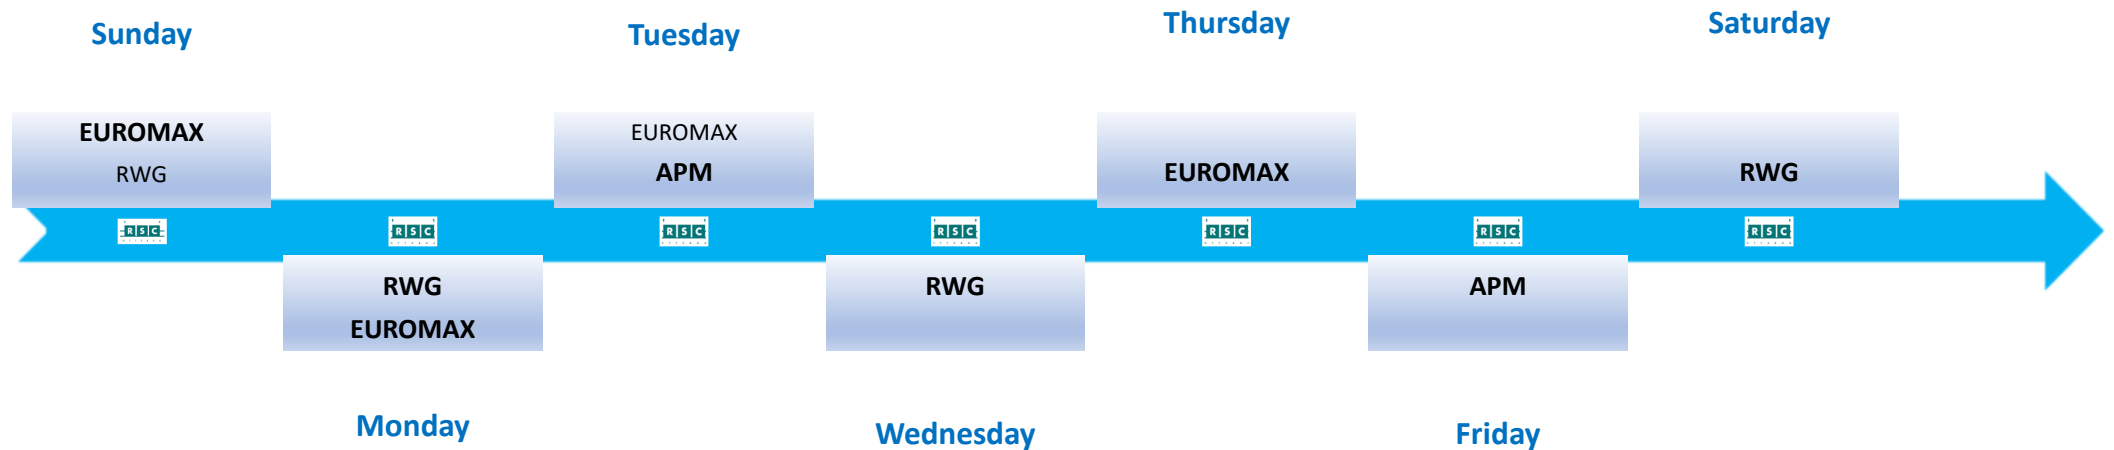 Sunday
Tuesday
Thursday
Saturday
EUROMAX
RWG
EUROMAX
APM
EUROMAX
RWG
RSC
RSC
RSC
RSC
RSC
RSC
RSC
RWG
EUROMAX
RWG
APM
Monday
Wednesday
Friday